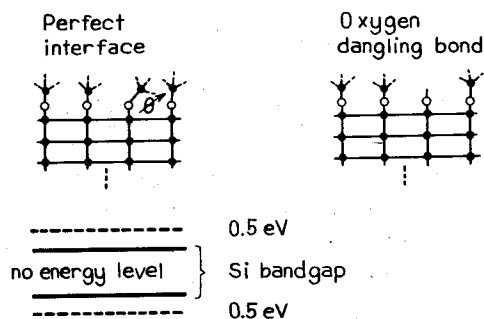 Perfect
interface
Oxygen
dangling bond
θ
0.5 eV
no energy level
Si bandgap
0.5 eV